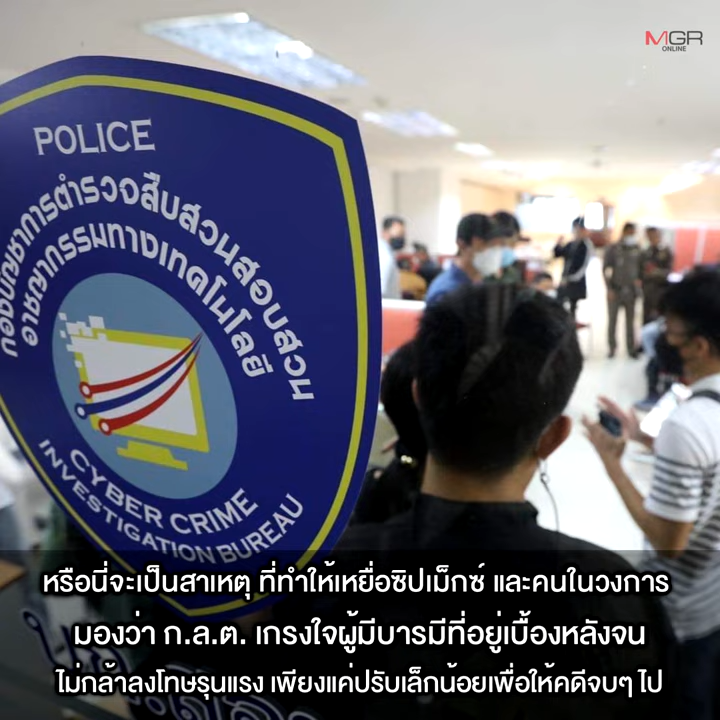 MGR
ONLINE
POLICE
กองบัญชาการตำรวจสืบสวนสอบสวน
อาชญากรรมทางเทคโนโลยี
CYBER CRIME
INVESTIGATION BUREAU
หรือนี่จะเป็นสาเหตุ ที่ทำให้เหยื่อซิปเม็กซ์ และคนในวงการ
มองว่า ก.ล.ต. เกรงใจผู้มีบารมีที่อยู่เบื้องหลังจน
ไม่กล้าลงโทษรุนแรง เพียงแค่ปรับเล็กน้อยเพื่อให้คดีจบๆ ไป